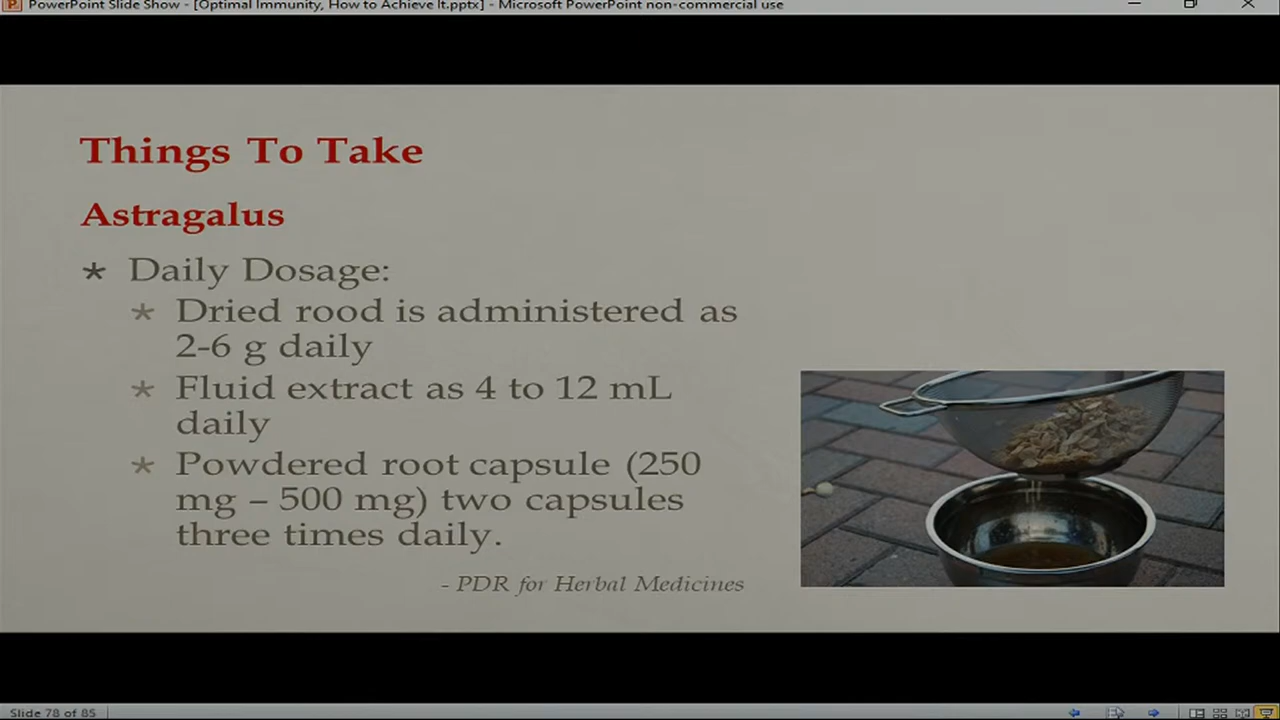 PowerPoint Slide Show - [Optimal Immunity, How to Achieve It.pptx] - Microsoft PowerPoint non-commercial use
Things To Take
Astragalus
* Daily Dosage:
* Dried rood is administered as
2-6 g daily
* Fluid extract as 4 to 12 mL
daily
* Powdered root capsule (250
mg – 500 mg) two capsules
three times daily.
- PDR for Herbal Medicines
Slide 78 of 85